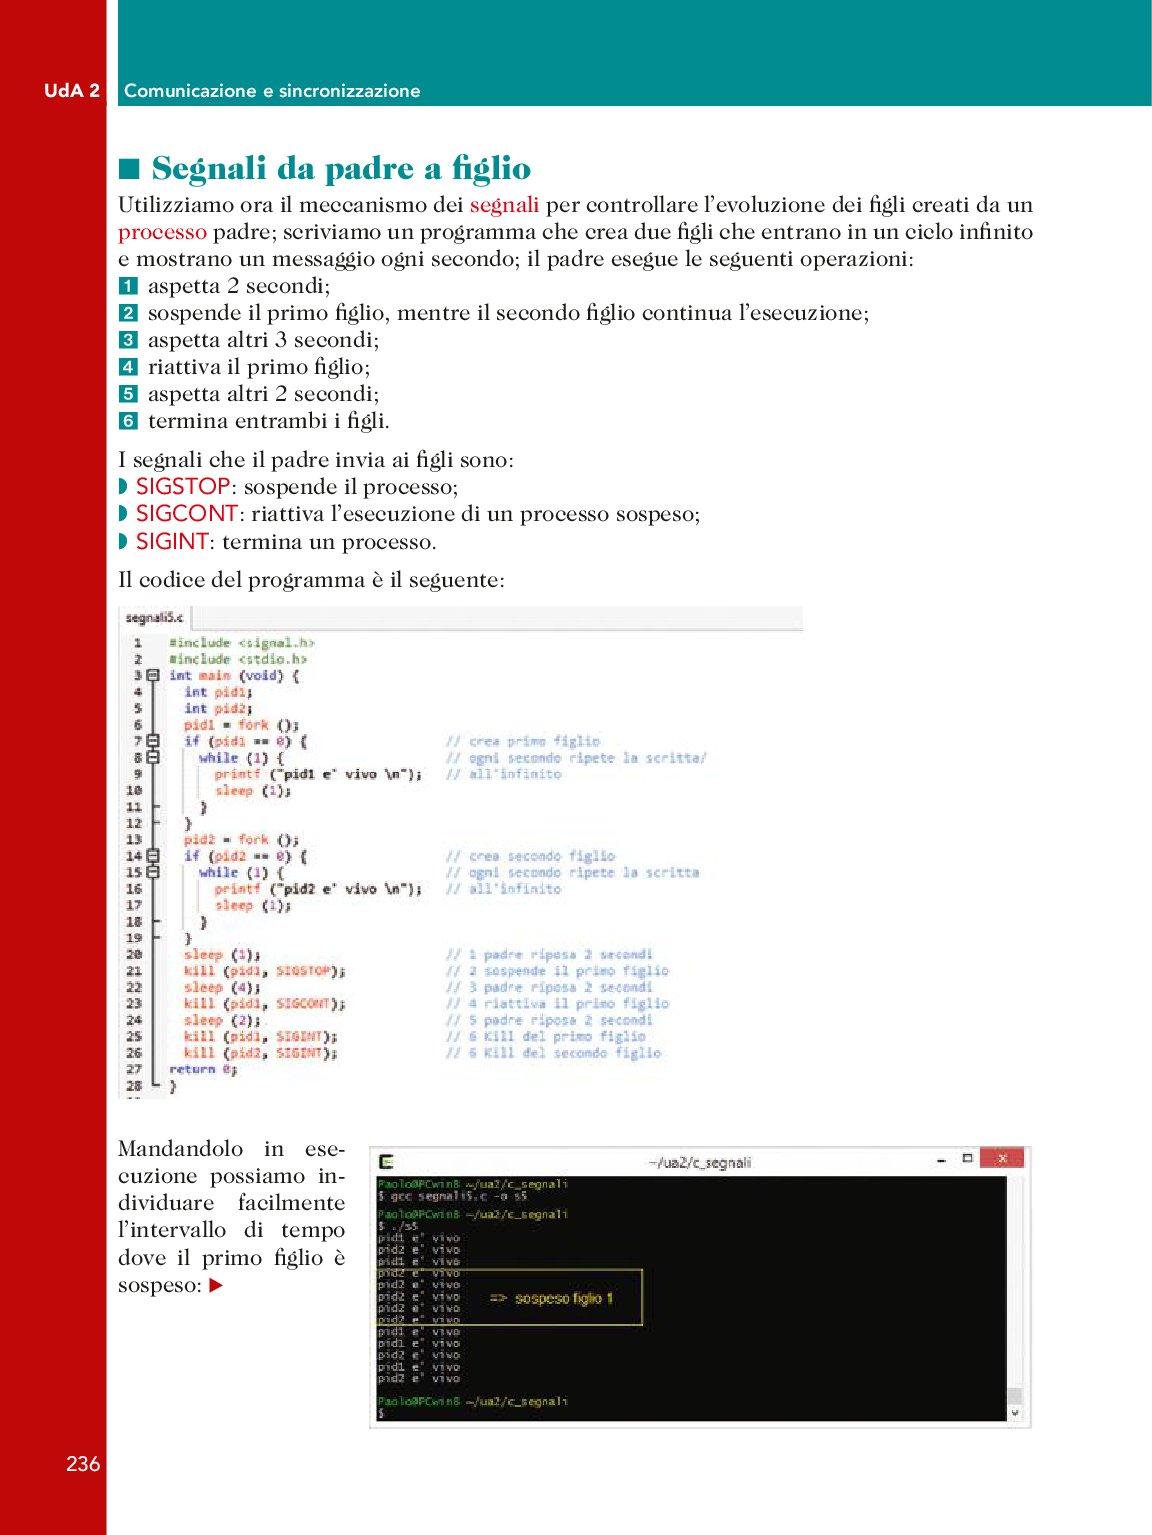 UdA 2 Comunicazione e sincronizzazione
■ Segnali da padre a figlio
Utilizziamo ora il meccanismo dei segnali per controllare l'evoluzione dei figli creati da un
processo padre; scriviamo un programma che crea due figli che entrano in un ciclo infinito
e mostrano un messaggio ogni secondo; il padre esegue le seguenti operazioni:
1 aspetta 2 secondi;
2 sospende il primo figlio, mentre il secondo figlio continua l'esecuzione;
3 aspetta altri 3 secondi;
4 riattiva il primo figlio;
5 aspetta altri 2 secondi;
6 termina entrambi i figli.
I segnali che il padre invia ai figli sono:
◗ SIGSTOP: sospende il processo;
◗ SIGCONT: riattiva l'esecuzione di un processo sospeso;
◗ SIGINT: termina un processo.
Il codice del programma è il seguente:
segnali5.c
1 #include <signal.h>
2 #include <stdio.h>
3 int main (void) {
4 int pid1;
5 int pid2;
6 pid1 = fork ();
7 if (pid1 == 0) { // crea primo figlio
8 while (1) { // ogni secondo ripete la scritta/
9 printf ("pid1 e' vivo \n"); // all'infinito
10 sleep (1);
11 }
12 }
13 pid2 = fork ();
14 if (pid2 == 0) { // crea secondo figlio
15 while (1) { // ogni secondo ripete la scritta
16 printf ("pid2 e' vivo \n"); // all'infinito
17 sleep (1);
18 }
19 }
20 sleep (1); // 1 padre riposa 2 secondi
21 kill (pid1, SIGSTOP); // 2 sospende il primo figlio
22 sleep (4); // 3 padre riposa 2 secondi
23 kill (pid1, SIGCONT); // 4 riattiva il primo figlio
24 sleep (2); // 5 padre riposa 2 secondi
25 kill (pid1, SIGINT); // 6 Kill del primo figlio
26 kill (pid2, SIGINT); // 6 Kill del secondo figlio
27 return 0;
28 }
Mandandolo in ese-
cuzione possiamo in-
dividuare facilmente
l'intervallo di tempo
dove il primo figlio è
sospeso: ▶
~/ua2/c_segnali
Paolo@PCwin8 ~/ua2/c_segnali
$ gcc segnali5.c -o s5
Paolo@PCwin8 ~/ua2/c_segnali
$ ./s5
pid1 e' vivo
pid2 e' vivo
pid1 e' vivo
pid2 e' vivo
pid2 e' vivo
pid2 e' vivo => sospeso figlio 1
pid2 e' vivo
pid2 e' vivo
pid1 e' vivo
pid1 e' vivo
pid2 e' vivo
pid1 e' vivo
pid2 e' vivo
Paolo@PCwin8 ~/ua2/c_segnali
$
236